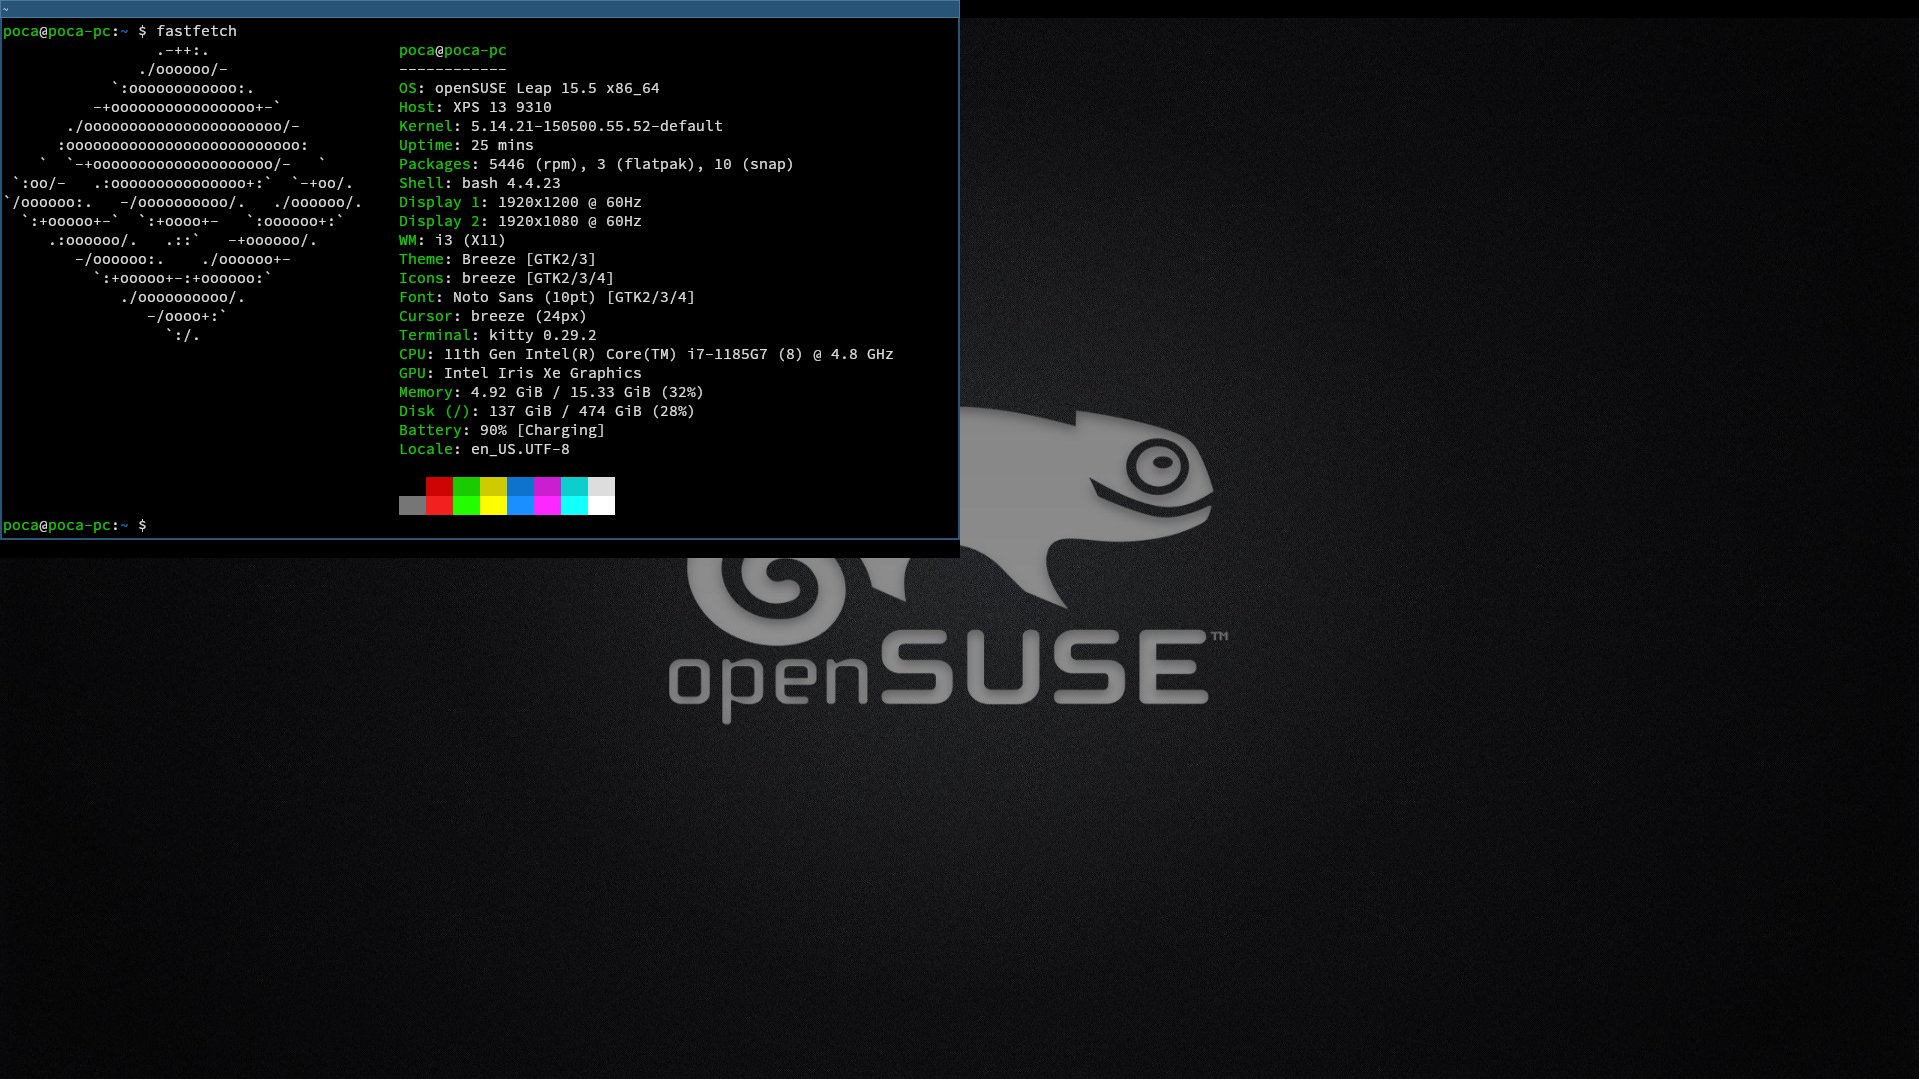 ~
poca@poca-pc:~ $ fastfetch
.-++:.
./oooooo/-
`:oooooooooooo:.
-+oooooooooooooooo+-`
./oooooooooooooooooooooo/-
:oooooooooooooooooooooooooo:
`  `-+oooooooooooooooooooo/-   `
`:oo/-   .:ooooooooooooooo+:`  `-+oo/.
`/oooooo:.   -/oooooooooo/.   ./oooooo/.
`:+ooooo+-`  `:+oooo+-   `:oooooo+:`
.:oooooo/.   .::`   -+oooooo/.
-/oooooo:.    ./oooooo+-
`:+ooooo+-:+oooooo:`
./oooooooooo/.
-/oooo+:`
`:/.
poca@poca-pc
------------
OS: openSUSE Leap 15.5 x86_64
Host: XPS 13 9310
Kernel: 5.14.21-150500.55.52-default
Uptime: 25 mins
Packages: 5446 (rpm), 3 (flatpak), 10 (snap)
Shell: bash 4.4.23
Display 1: 1920x1200 @ 60Hz
Display 2: 1920x1080 @ 60Hz
WM: i3 (X11)
Theme: Breeze [GTK2/3]
Icons: breeze [GTK2/3/4]
Font: Noto Sans (10pt) [GTK2/3/4]
Cursor: breeze (24px)
Terminal: kitty 0.29.2
CPU: 11th Gen Intel(R) Core(TM) i7-1185G7 (8) @ 4.8 GHz
GPU: Intel Iris Xe Graphics
Memory: 4.92 GiB / 15.33 GiB (32%)
Disk (/): 137 GiB / 474 GiB (28%)
Battery: 90% [Charging]
Locale: en_US.UTF-8
poca@poca-pc:~ $
openSUSE™